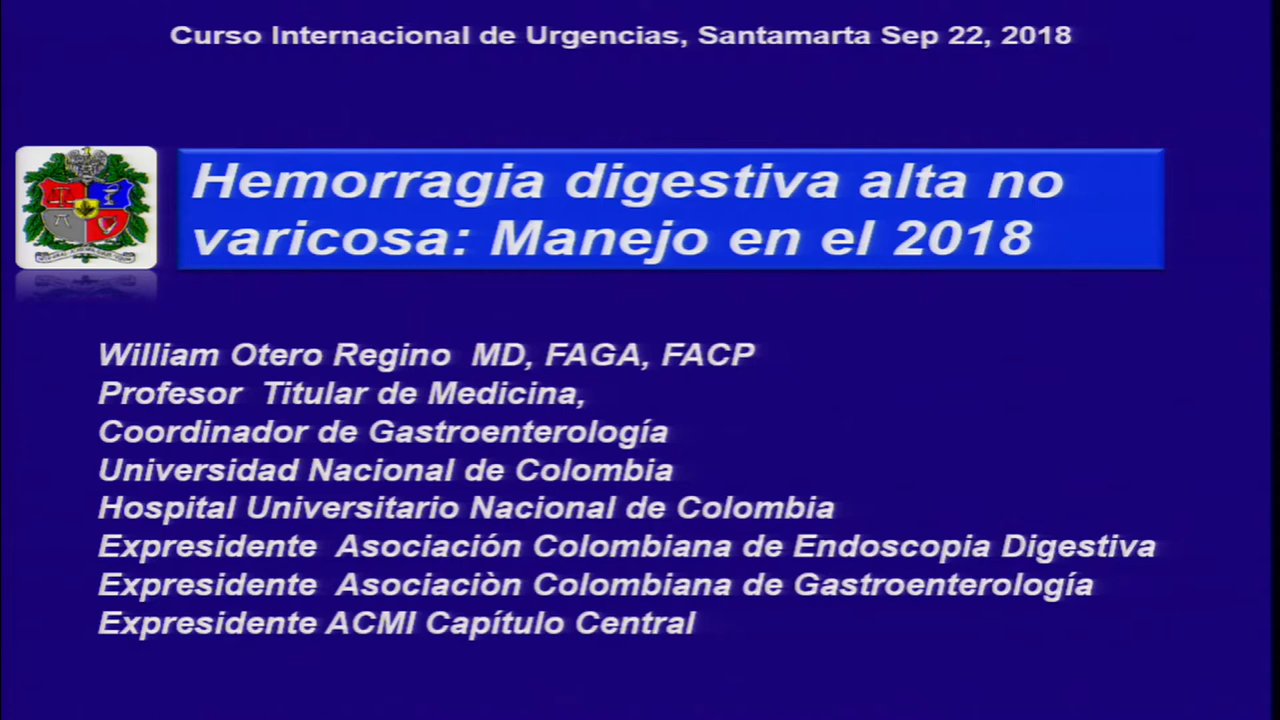 Curso Internacional de Urgencias, Santamarta Sep 22, 2018
Hemorragia digestiva alta no
varicosa: Manejo en el 2018
William Otero Regino MD, FAGA, FACP
Profesor Titular de Medicina,
Coordinador de Gastroenterología
Universidad Nacional de Colombia
Hospital Universitario Nacional de Colombia
Expresidente Asociación Colombiana de Endoscopia Digestiva
Expresidente Asociaciòn Colombiana de Gastroenterología
Expresidente ACMI Capítulo Central